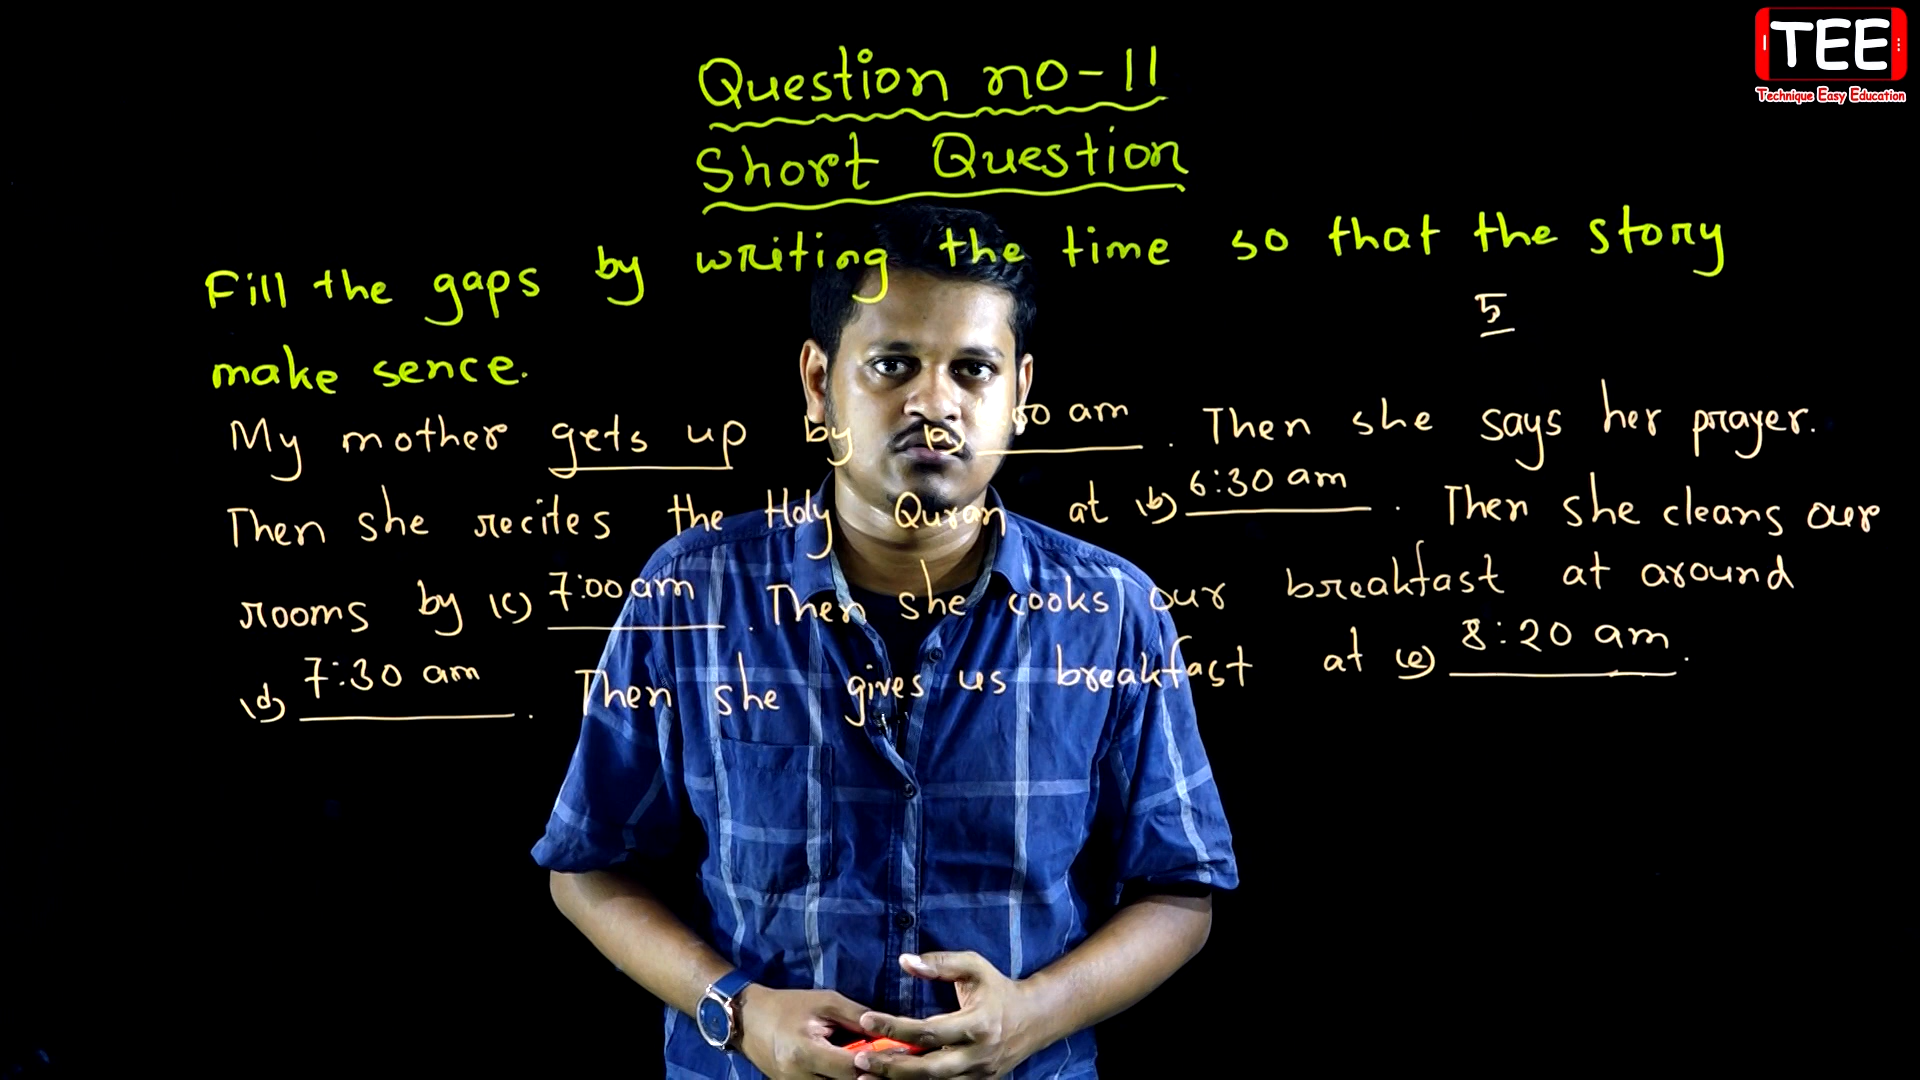 TEE
Technique Easy Education
Question no-11
Short Question
Fill the gaps by writing the time so that the story
5
make sence.
My mother gets up by (a) 00 am. Then she says her prayer.
Then she recites the Holy Quran at (b) 6:30 am. Then she cleans our
rooms by (c) 7:00 am. Then she cooks our breakfast at around
(d) 7:30 am. Then she gives us breakfast at (e) 8:20 am.